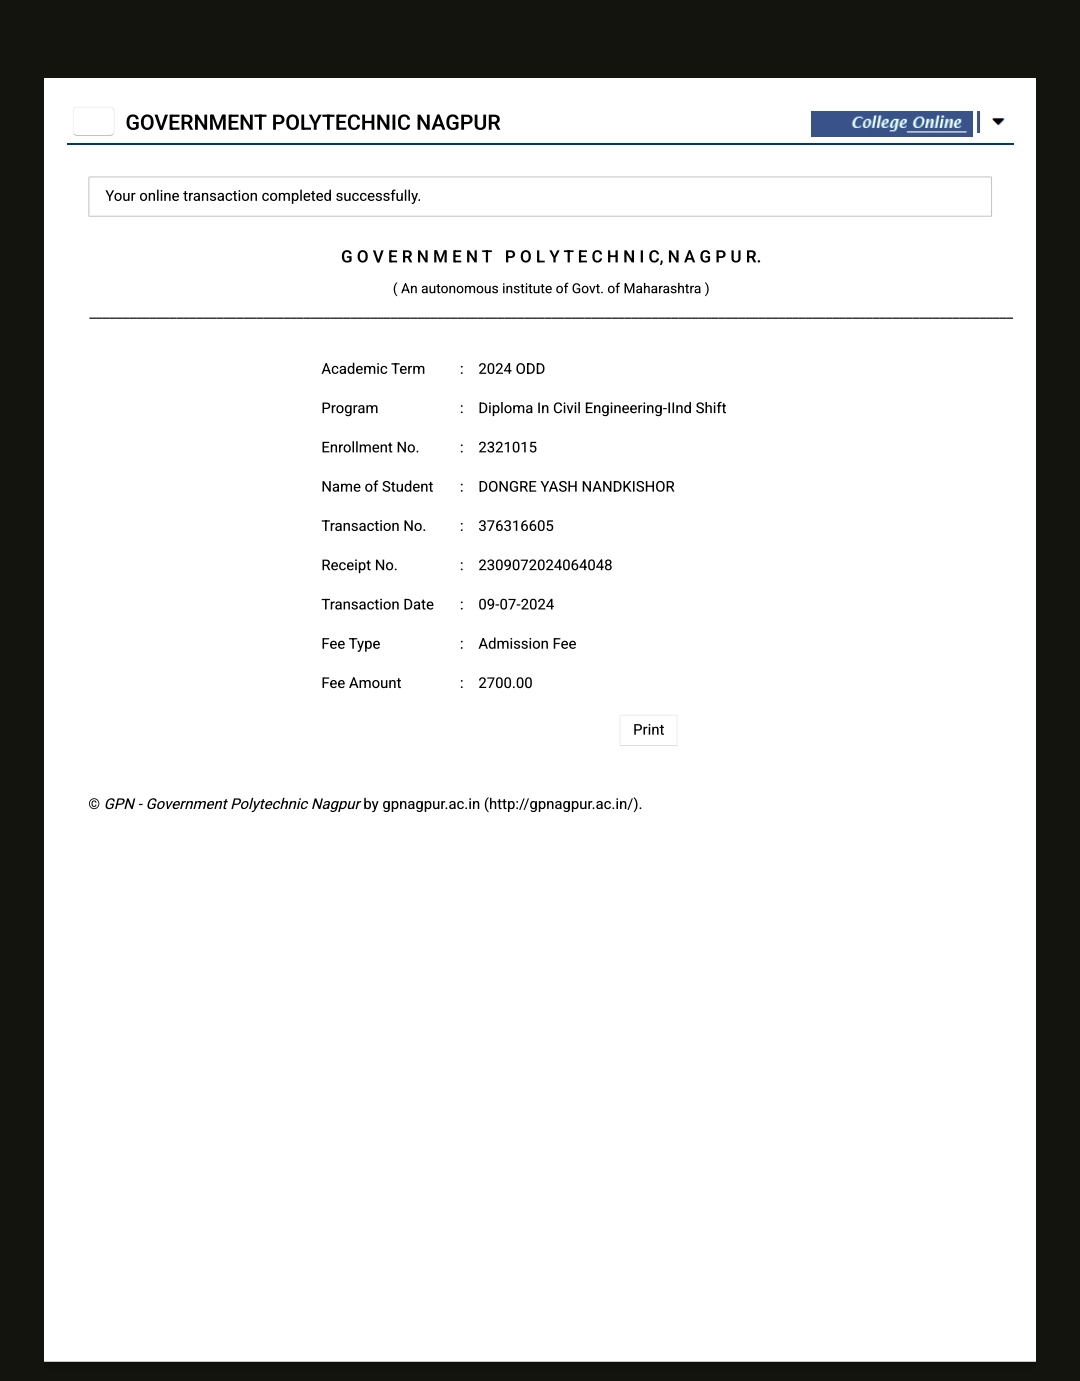 GOVERNMENT POLYTECHNIC NAGPUR
College Online
Your online transaction completed successfully.
GOVERNMENT POLYTECHNIC, NAGPUR.
( An autonomous institute of Govt. of Maharashtra )
Academic Term : 2024 ODD
Program : Diploma In Civil Engineering-IInd Shift
Enrollment No. : 2321015
Name of Student : DONGRE YASH NANDKISHOR
Transaction No. : 376316605
Receipt No. : 2309072024064048
Transaction Date : 09-07-2024
Fee Type : Admission Fee
Fee Amount : 2700.00
Print
© GPN - Government Polytechnic Nagpur by gpnagpur.ac.in (http://gpnagpur.ac.in/).